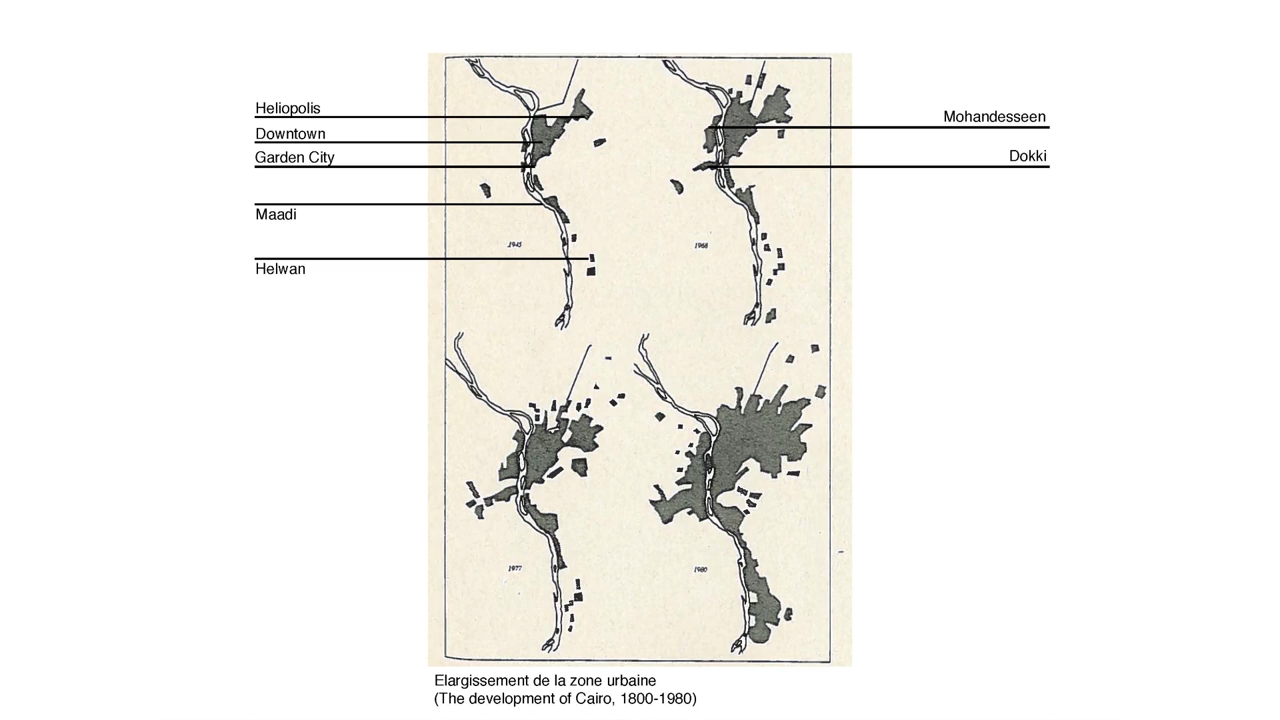 Heliopolis
Downtown
Garden City
Maadi
Helwan
Mohandesseen
Dokki
1945
1966
1977
1980
Elargissement de la zone urbaine
(The development of Cairo, 1800-1980)